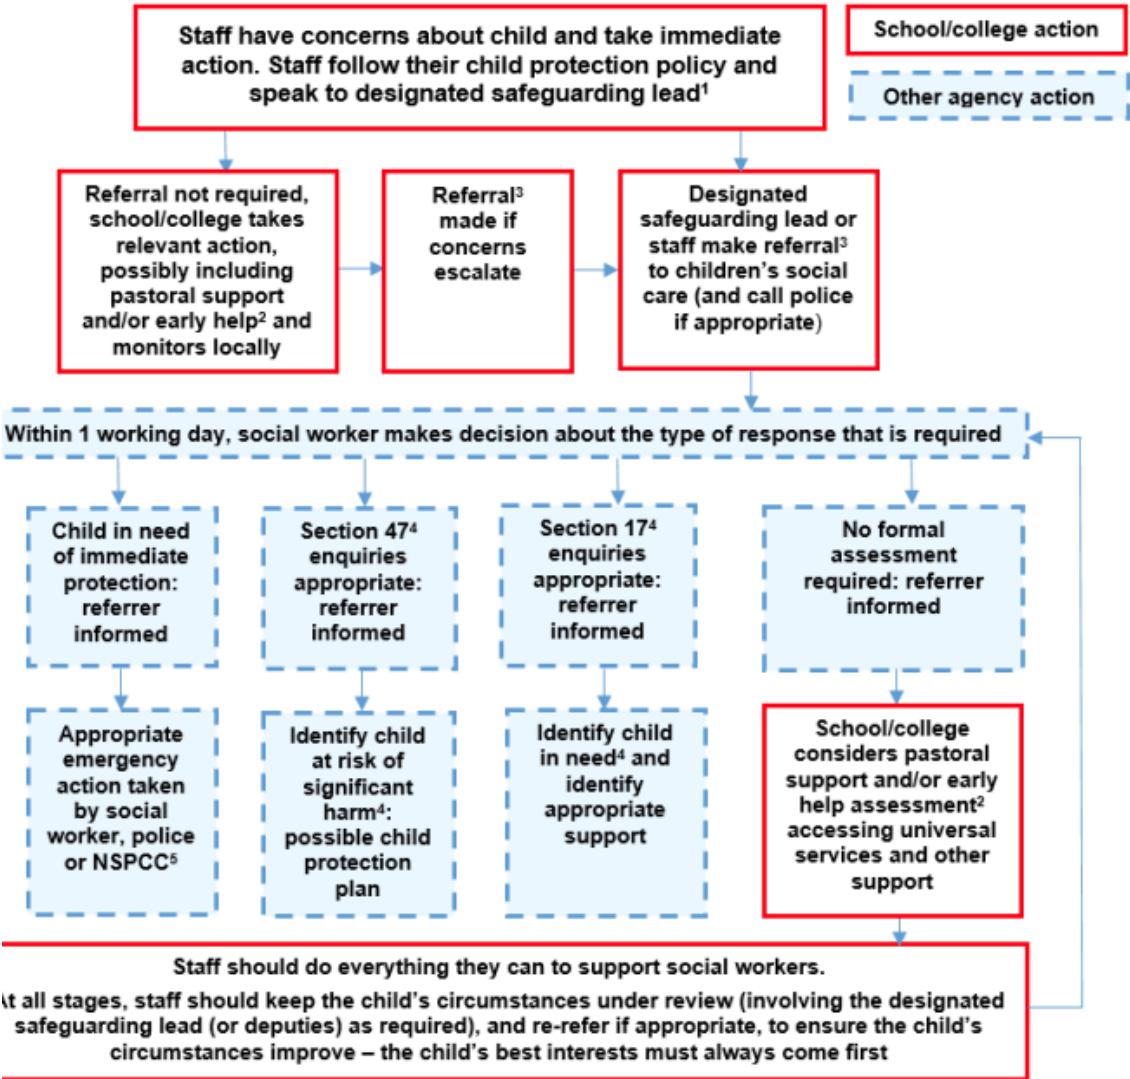 Staff have concerns about child and take immediate
action. Staff follow their child protection policy and
speak to designated safeguarding lead¹
School/college action
Other agency action
Referral not required,
school/college takes
relevant action,
possibly including
pastoral support
and/or early help² and
monitors locally
Referral³
made if
concerns
escalate
Designated
safeguarding lead or
staff make referral³
to children’s social
care (and call police
if appropriate)
Within 1 working day, social worker makes decision about the type of response that is required
Child in need
of immediate
protection:
referrer
informed
Section 47⁴
enquiries
appropriate:
referrer
informed
Section 17⁴
enquiries
appropriate:
referrer
informed
No formal
assessment
required: referrer
informed
Appropriate
emergency
action taken
by social
worker, police
or NSPCC⁵
Identify child
at risk of
significant
harm⁴:
possible child
protection
plan
Identify child
in need⁴ and
identify
appropriate
support
School/college
considers pastoral
support and/or early
help assessment²
accessing universal
services and other
support
Staff should do everything they can to support social workers.
At all stages, staff should keep the child’s circumstances under review (involving the designated
safeguarding lead (or deputies) as required), and re-refer if appropriate, to ensure the child’s
circumstances improve – the child’s best interests must always come first